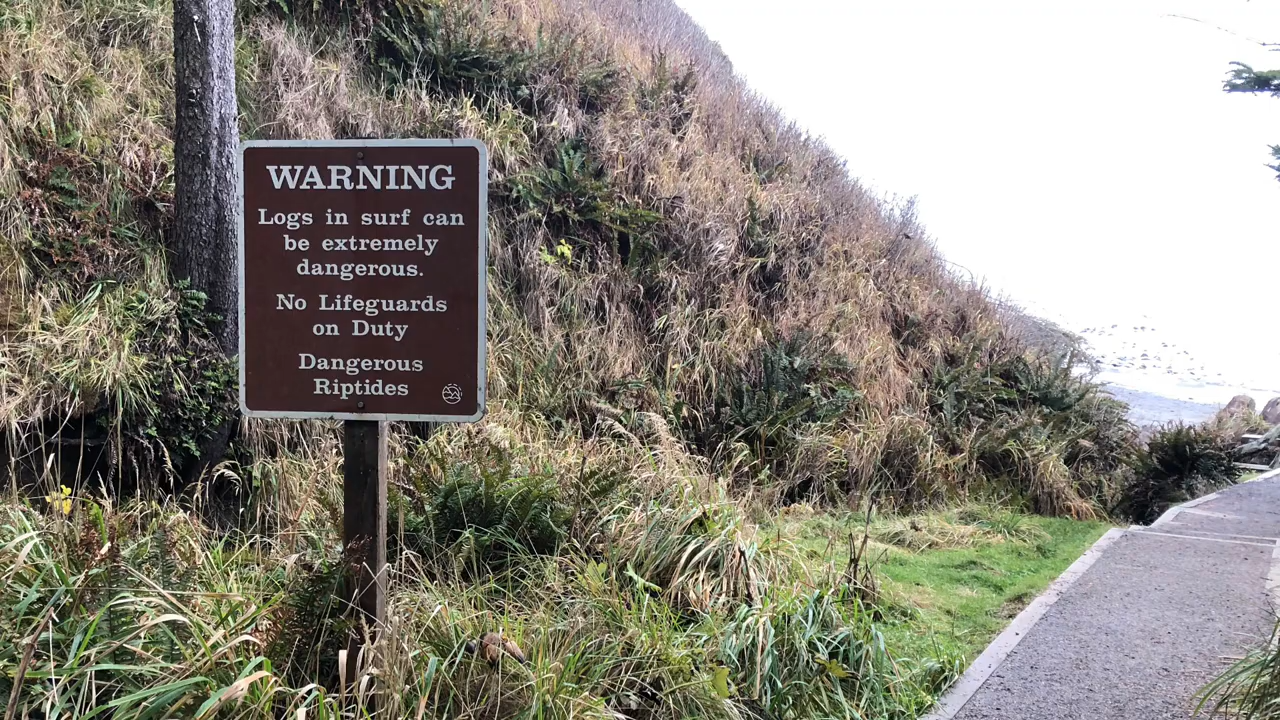 WARNING
Logs in surf can
be extremely
dangerous.
No Lifeguards
on Duty
Dangerous
Riptides